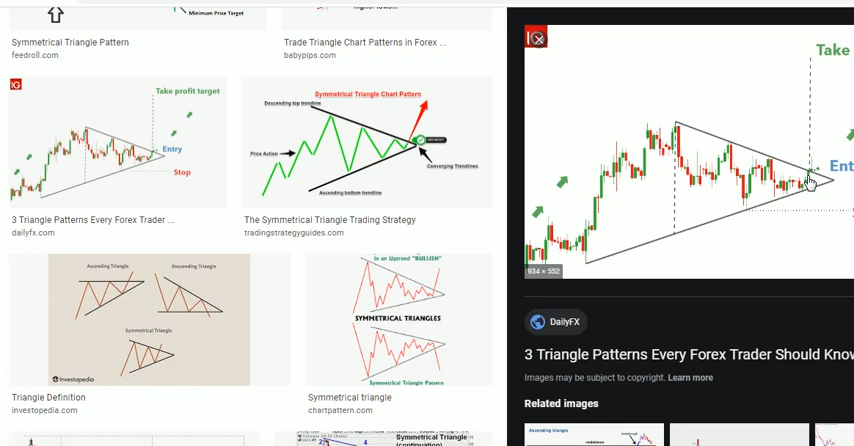 Minimum Price Target
Symmetrical Triangle Pattern
feedroll.com
Trade Triangle Chart Patterns in Forex ...
babypips.com
IG
Take profit target
Entry
Stop
3 Triangle Patterns Every Forex Trader ...
dailyfx.com
Symmetrical Triangle Chart Pattern
Descending top trendline
Price Action
Converging Trendlines
Ascending bottom trendline
The Symmetrical Triangle Trading Strategy
tradingstrategyguides.com
Ascending Triangle
Descending Triangle
Symmetrical Triangle
Investopedia
Triangle Definition
investopedia.com
in an Uptrend "BULLISH"
SYMMETRICAL TRIANGLES
Symmetrical Triangle Pattern
Symmetrical triangle
chartpattern.com
Symmetrical Triangle
(continuation)
2
4
Take
Ent
934 × 552
DailyFX
3 Triangle Patterns Every Forex Trader Should Know
Images may be subject to copyright. Learn more
Related images
Ascending triangle
resistance